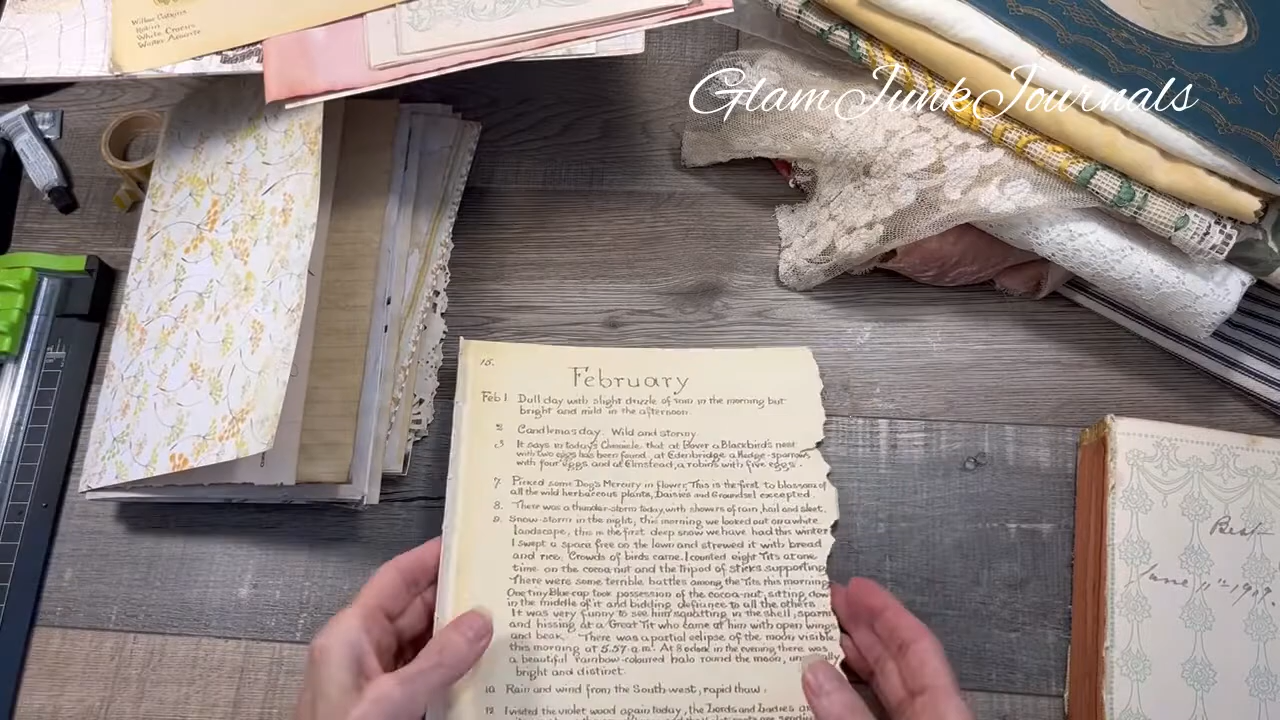 Willow Catkins
Robin
White Crocus
Winter Aconite
GlamJunkJournals
15.
February
Feb 1 Dull day with slight drizzle of rain in the morning but
bright and mild in the afternoon.
2. Candlemas day. Wild and stormy
3 It says in today's Chronicle that at Dover a Blackbird's nest
with two eggs has been found, at Edenbridge a Hedge-sparrows
with four eggs and at Elmstead, a robins with five eggs.
7. Picked some Dog's Mercury in flower, This is the first to blossom of
all the wild herbaceous plants, Daisies and Groundsel excepted.
8. There was a thunder-storm today, with showers of rain, hail and sleet.
9. Snow-storm in the night, this morning we looked out on a white
landscape, this is the first deep snow we have had this winter
I swept a space free on the lawn and strewed it with bread
and rice. Crowds of birds came. I counted eight Tits at one
time on the cocoa-nut and the tripod of sticks supporting
There were some terrible battles among the Tits this morning
One tiny Blue-cap took possession of the cocoa-nut, sitting dow
in the middle of it and bidding defiance to all the others.
It was very funny to see him squatting in the shell, sparri
and hissing at a Great Tit who came at him with open wings
and beak. There was a partial eclipse of the moon visible
this morning at 5.57 a.m. At 8 oclock in the evening there was
a beautiful rainbow-coloured halo round the moon, unusually
bright and distinct.
10 Rain and wind from the South-west, rapid thaw.
12 I visited the violet wood again today, the Lords and Ladies
Best
June 11th 1919.